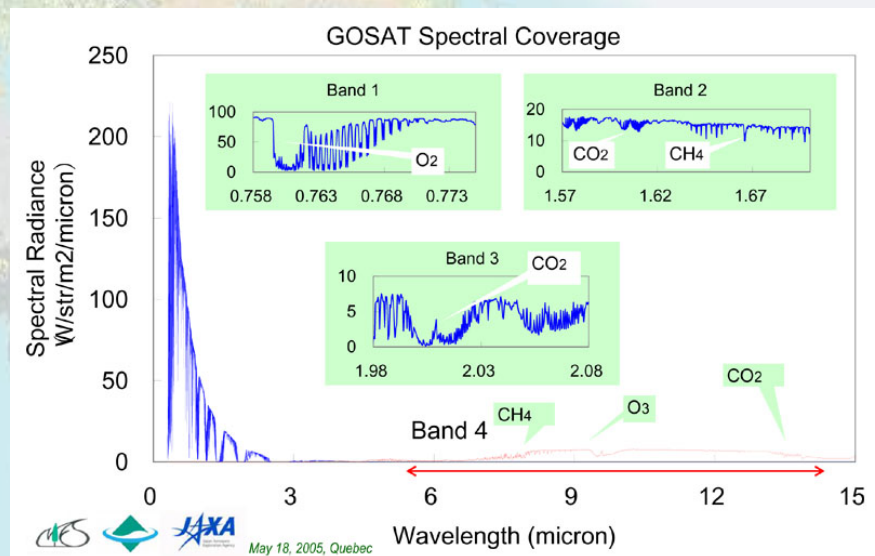 GOSAT Spectral Coverage
Spectral Radiance
W/str/m2/micron)
250
200
150
100
50
0
Band 1
100
50
0
O2
0.758 0.763 0.768 0.773
Band 2
20
10
0
CO2
CH4
1.57 1.62 1.67
Band 3
10
5
0
CO2
1.98 2.03 2.08
Band 4
CH4
O3
CO2
0 3 6 9 12 15
Wavelength (micron)
JAXA
May 18, 2005, Quebec